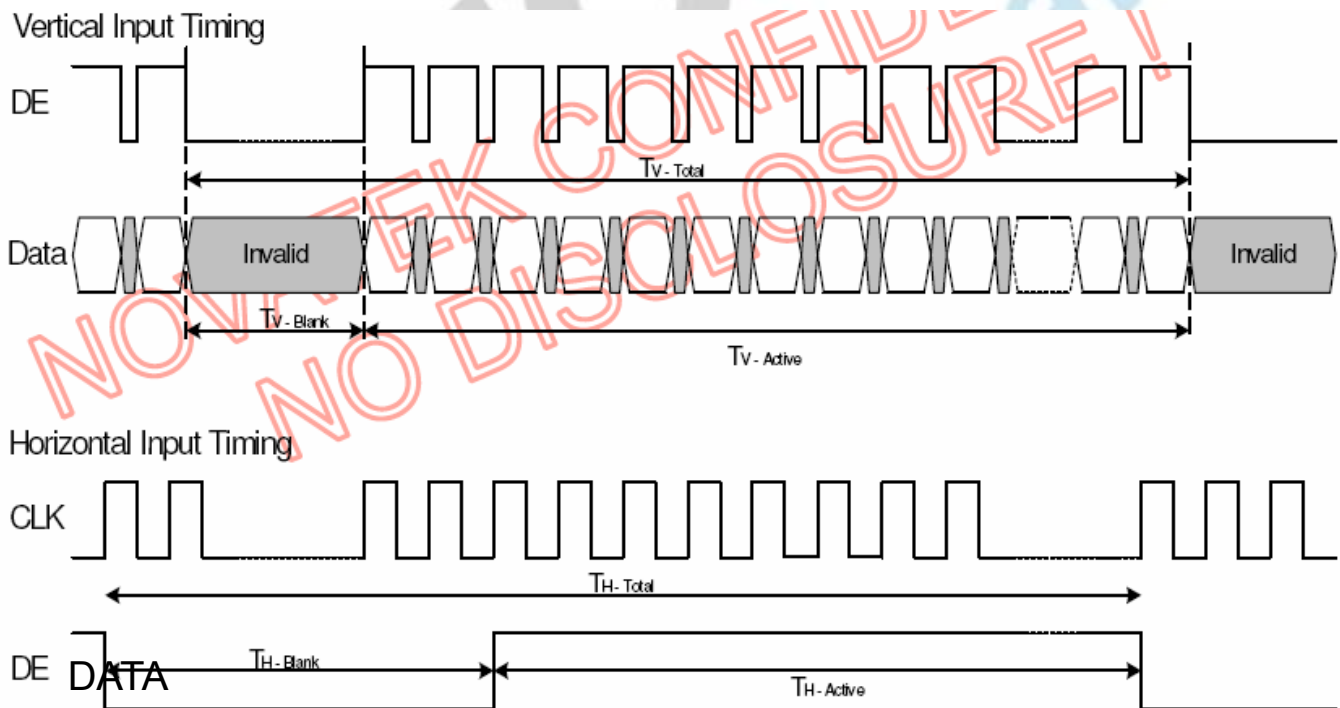 Vertical Input Timing
DE
TV - Total
Data
Invalid
Invalid
TV - Blank
TV - Active
NOVATEK CONFIDE
NO DISCLOSURE !
Horizontal Input Timing
CLK
TH - Total
DE
DATA
TH - Blank
TH - Active